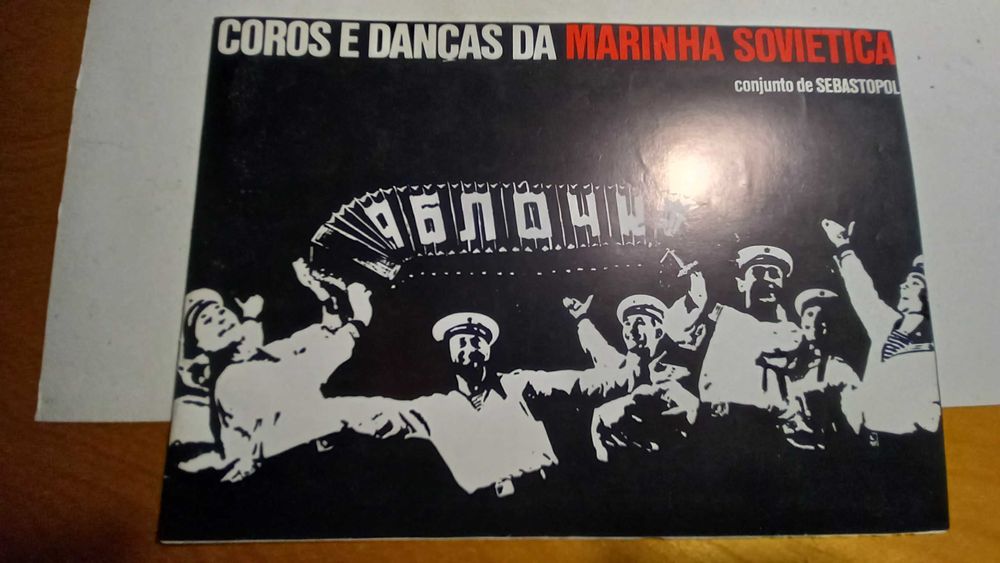 COROS E DANÇAS DA MARINHA SOVIETICA
conjunto de SEBASTOPOL
ЯБЛОЧКО